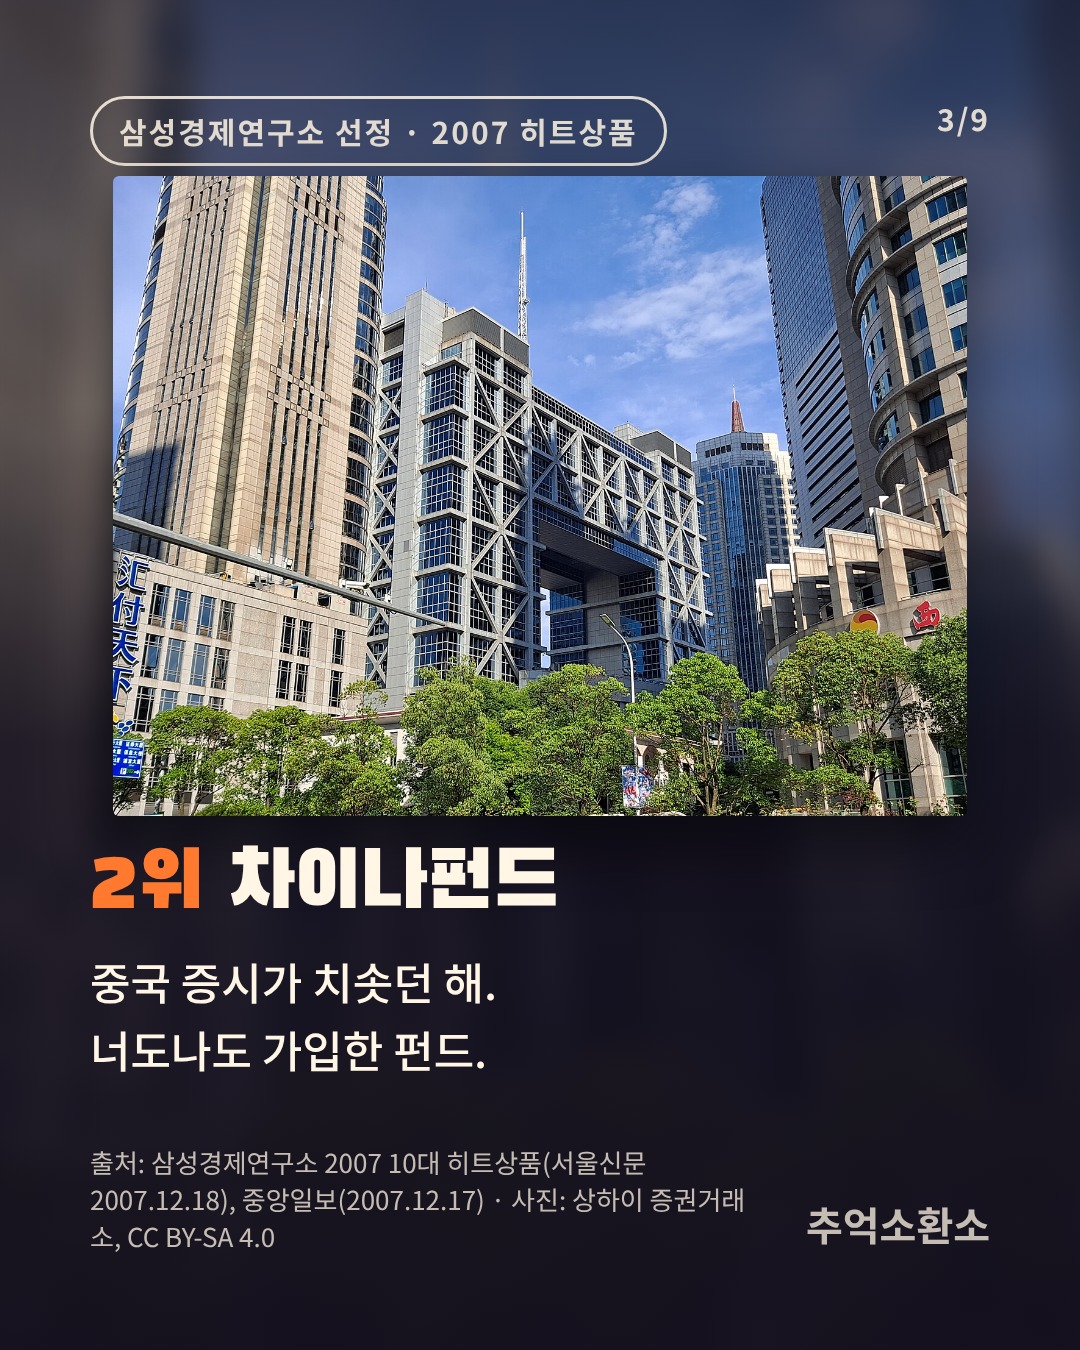 삼성경제연구소 선정 · 2007 히트상품
3/9
汇付天下
西
2위 차이나펀드
중국 증시가 치솟던 해.
너도나도 가입한 펀드.
출처: 삼성경제연구소 2007 10대 히트상품(서울신문
2007.12.18), 중앙일보(2007.12.17) · 사진: 상하이 증권거래
소, CC BY-SA 4.0
추억소환소